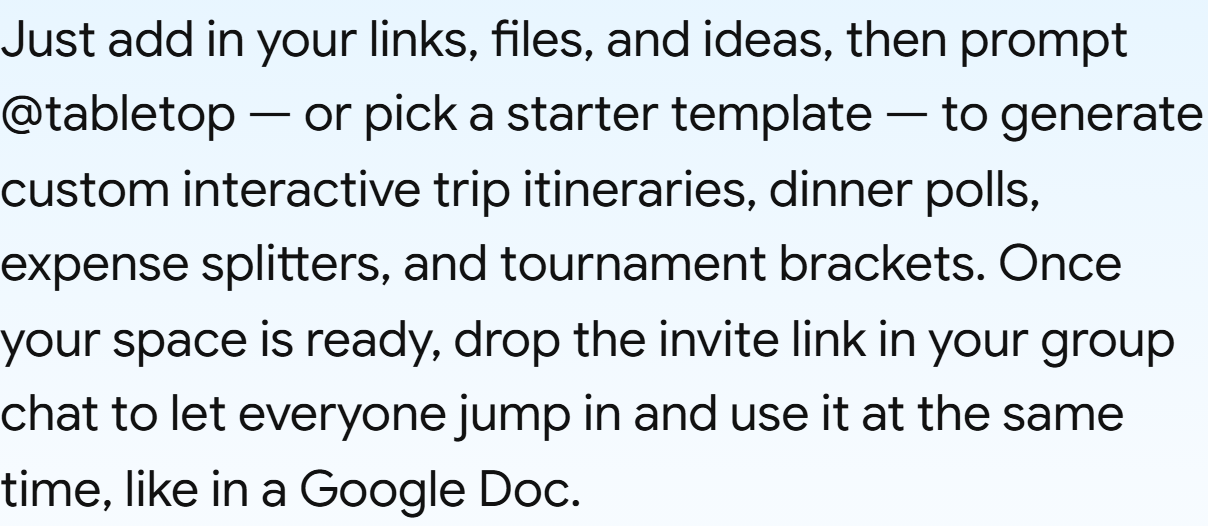 Just add in your links, files, and ideas, then prompt
@tabletop — or pick a starter template — to generate
custom interactive trip itineraries, dinner polls,
expense splitters, and tournament brackets. Once
your space is ready, drop the invite link in your group
chat to let everyone jump in and use it at the same
time, like in a Google Doc.